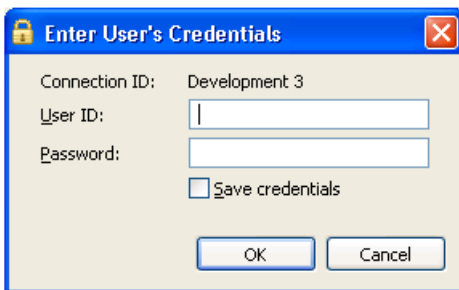 Enter User's Credentials
Connection ID: Development 3
User ID:
Password:
Save credentials
OK Cancel